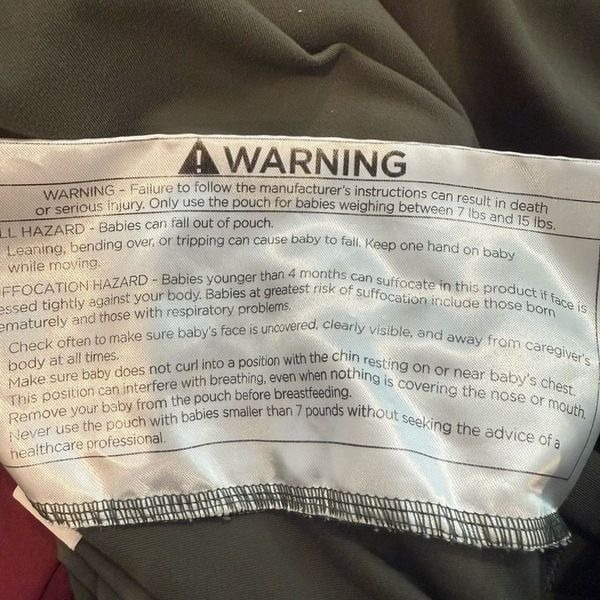 WARNING
WARNING - Failure to follow the manufacturer's instructions can result in death
or serious injury. Only use the pouch for babies weighing between 7 lbs and 15 lbs.
LL HAZARD - Babies can fall out of pouch.
Leaning, bending over, or tripping can cause baby to fall. Keep one hand on baby
while moving.
FFOCATION HAZARD - Babies younger than 4 months can suffocate in this product if face is
essed tightly against your body. Babies at greatest risk of suffocation include those born
ematurely and those with respiratory problems.
Check often to make sure baby's face is uncovered, clearly visible, and away from caregiver's
body at all times.
Make sure baby does not curl into a position with the chin resting on or near baby's chest.
This position can interfere with breathing, even when nothing is covering the nose or mouth.
Remove your baby from the pouch before breastfeeding.
Never use the pouch with babies smaller than 7 pounds without seeking the advice of a
healthcare professional.